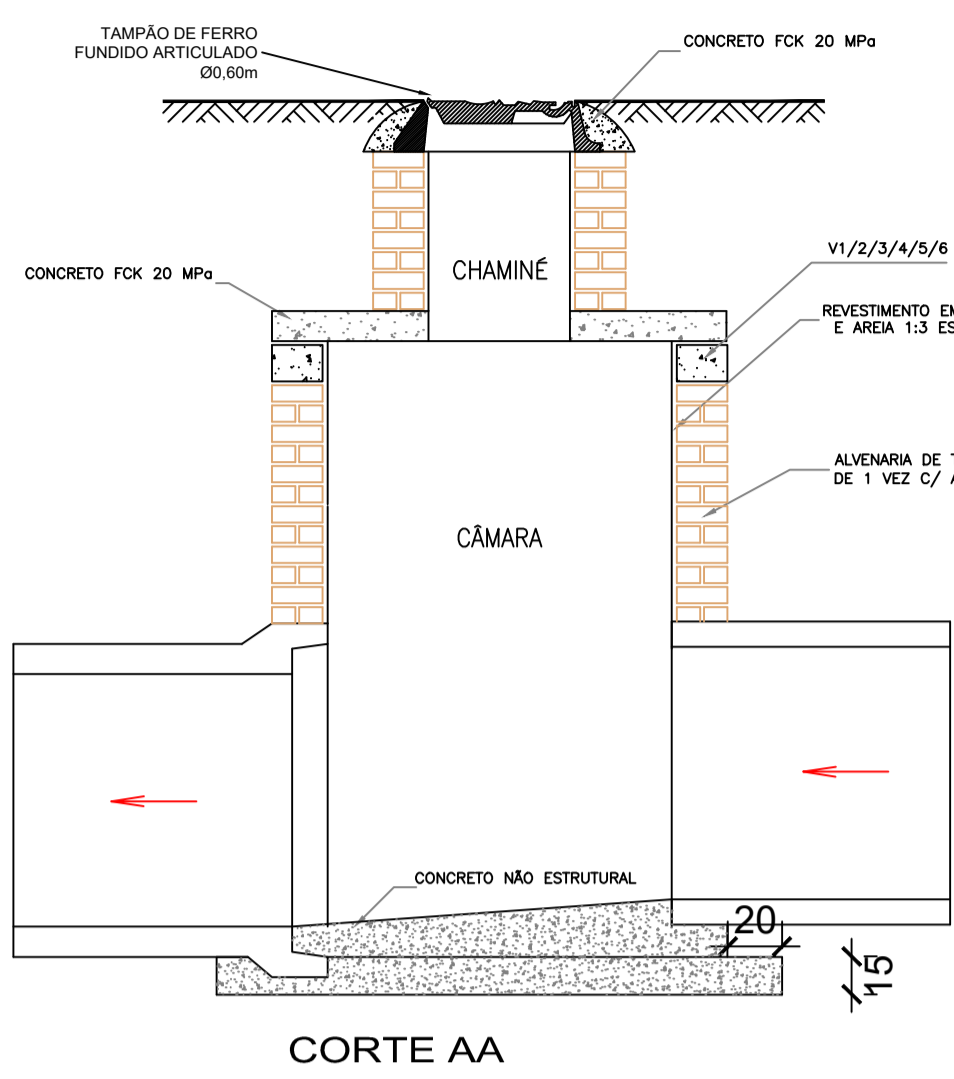 TAMPÃO DE FERRO
FUNDIDO ARTICULADO
Ø0,60m
CONCRETO FCK 20 MPa
CONCRETO FCK 20 MPa
CHAMINÉ
V1/2/3/4/5/6
REVESTIMENTO EM
E AREIA 1:3 ES
ALVENARIA DE
DE 1 VEZ C/ A
CÂMARA
CONCRETO NÃO ESTRUTURAL
20
15
CORTE AA